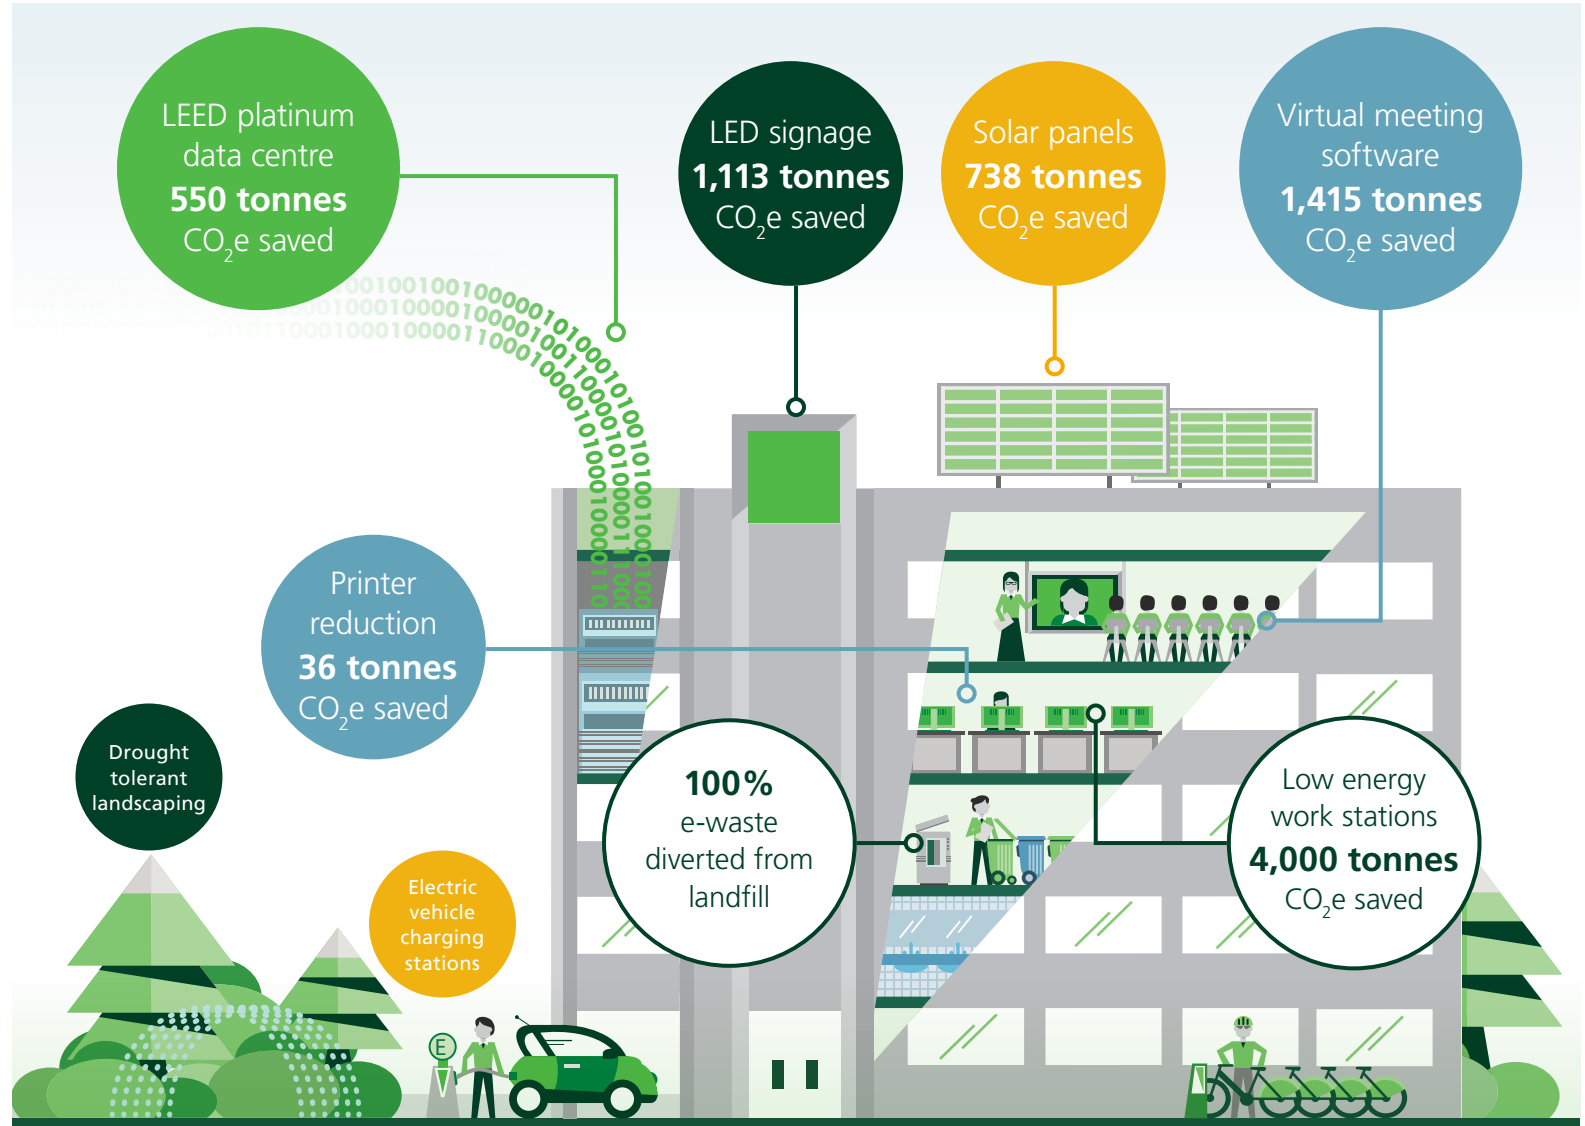 LEED platinum
data centre
550 tonnes
CO₂e saved
LED signage
1,113 tonnes
CO₂e saved
Solar panels
738 tonnes
CO₂e saved
Virtual meeting
software
1,415 tonnes
CO₂e saved
Printer
reduction
36 tonnes
CO₂e saved
Drought
tolerant
landscaping
100%
e-waste
diverted from
landfill
Low energy
work stations
4,000 tonnes
CO₂e saved
Electric
vehicle
charging
stations
E